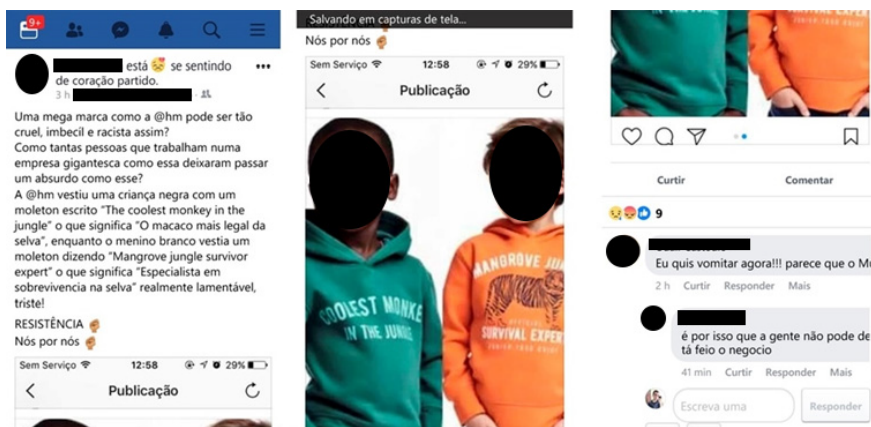 9+
está se sentindo
de coração partido.
3 h
Uma mega marca como a @hm pode ser tão
cruel, imbecil e racista assim?
Como tantas pessoas que trabalham numa
empresa gigantesca como essa deixaram passar
um absurdo como esse?
A @hm vestiu uma criança negra com um
moleton escrito "The coolest monkey in the
jungle" o que significa "O macaco mais legal da
selva", enquanto o menino branco vestia um
moleton dizendo "Mangrove jungle survivor
expert" o que significa "Especialista em
sobrevivencia na selva" realmente lamentável,
triste!
RESISTÊNCIA
Nós por nós
Sem Serviço 12:58 29%
Publicação
Salvando em capturas de tela...
Nós por nós
Sem Serviço 12:58 29%
Publicação
COOLEST MONKE
IN THE JUNGLE
MANGROVE JUN
SURVIVAL EXPER
Curtir Comentar
9
Eu quis vomitar agora!!! parece que o Mu
2 h Curtir Responder Mais
é por isso que a gente não pode de
tá feio o negocio
41 min Curtir Responder Mais
Escreva uma Responder